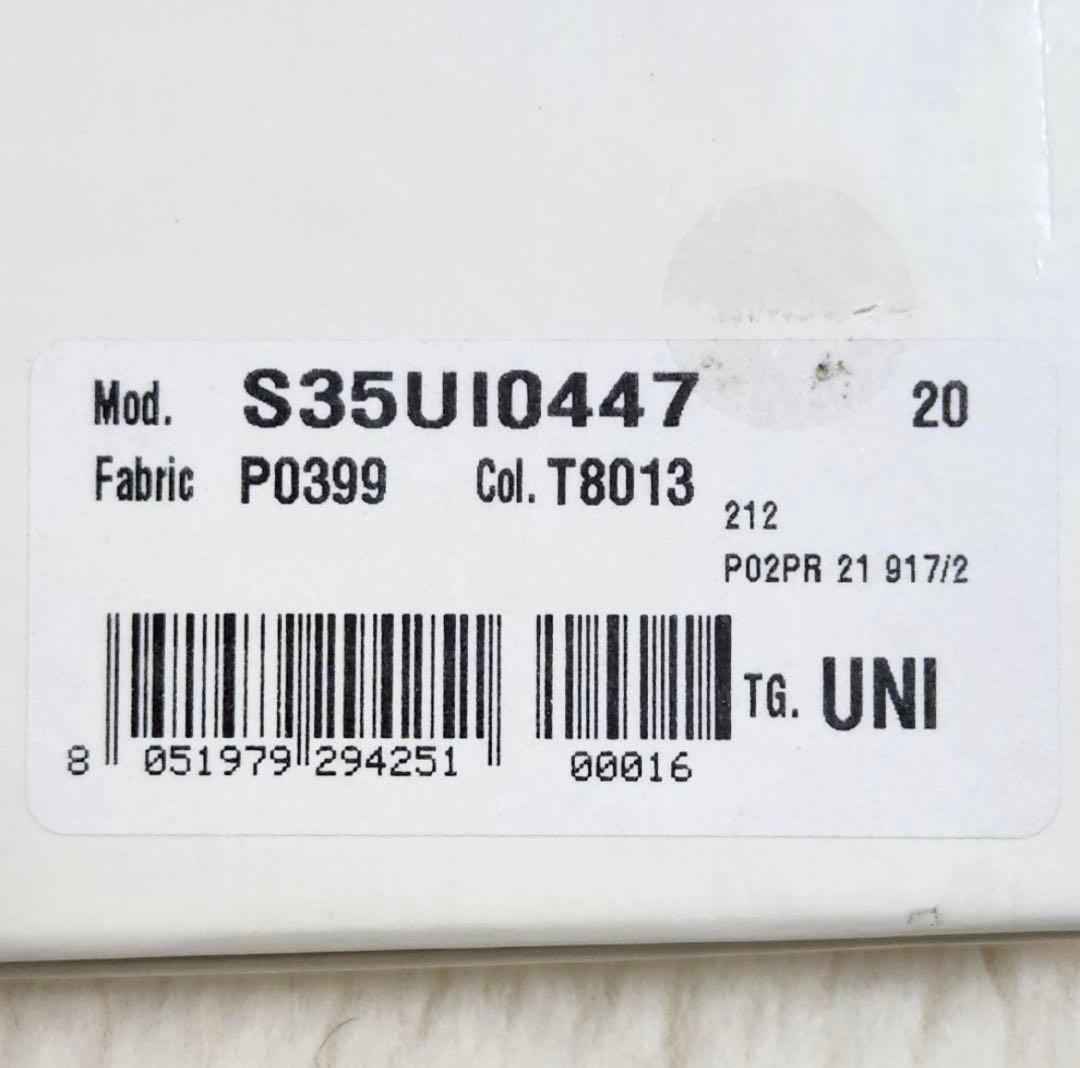 Mod. S35UI0447 20
Fabric P0399 Col. T8013
212
P02PR 21 917/2
TG. UNI
8 051979 294251 00016